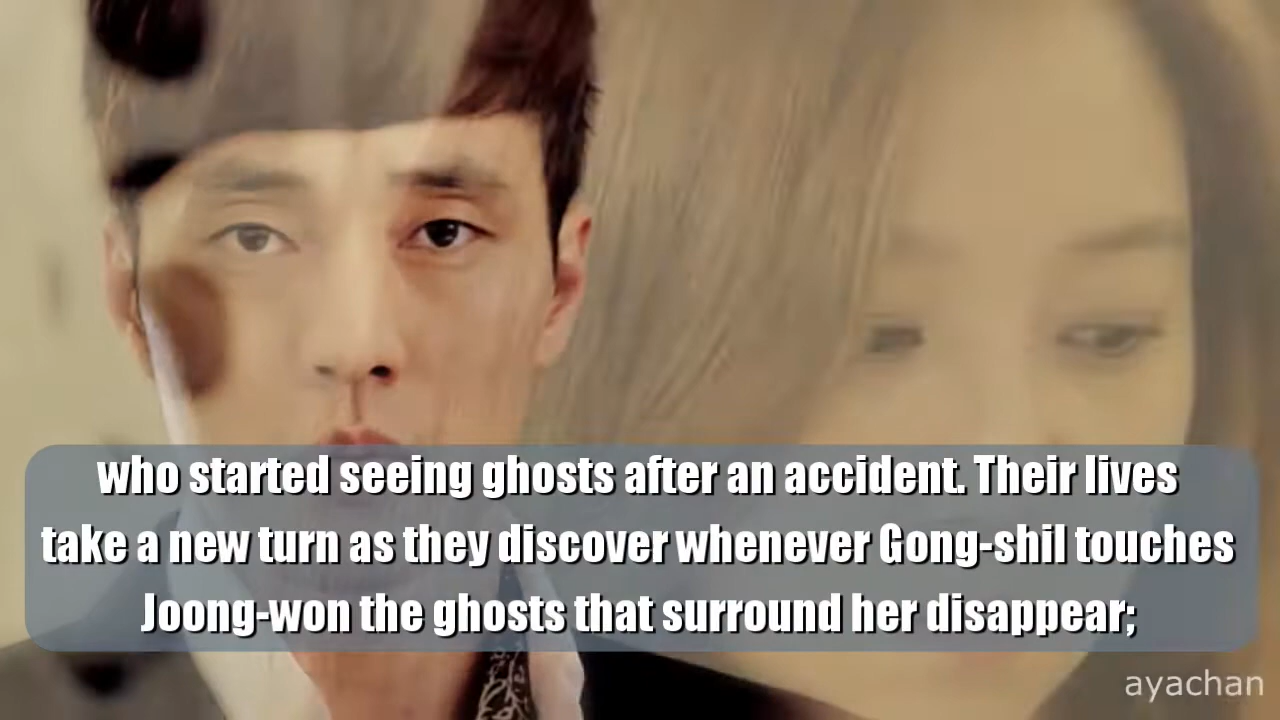 who started seeing ghosts after an accident. Their lives
take a new turn as they discover whenever Gong-shil touches
Joong-won the ghosts that surround her disappear;
ayachan